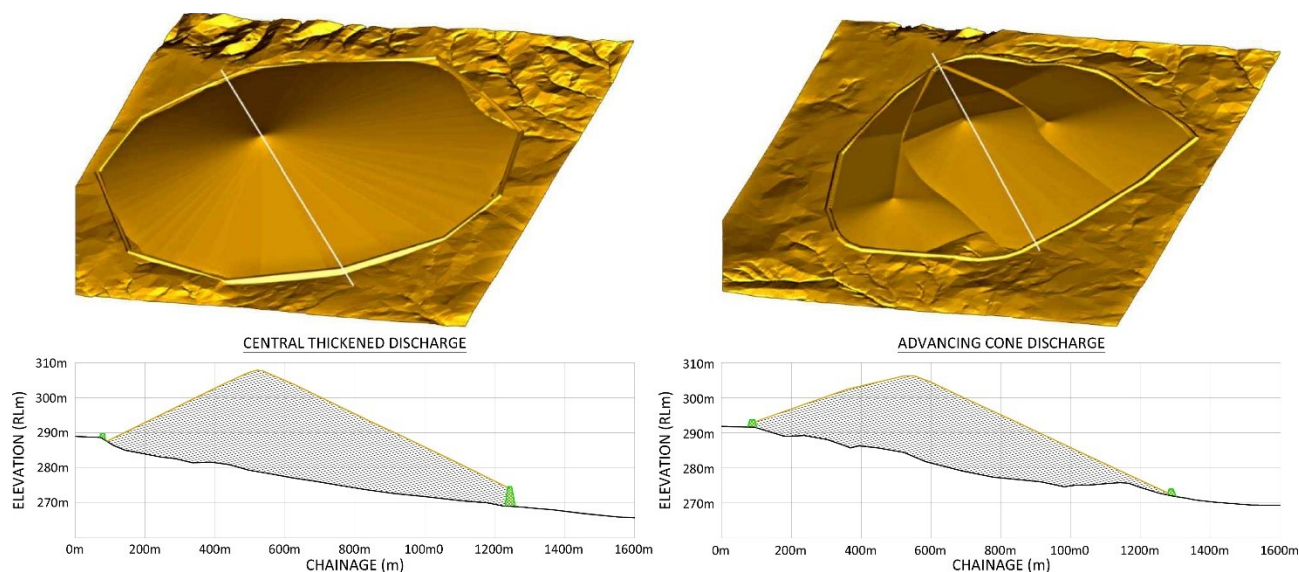 CENTRAL THICKENED DISCHARGE
310m
300m
290m
280m
270m
260m
ELEVATION (RLm)
0m 200m 400m 600m 800m 100m0 1200m 1400m 1600m
CHAINAGE (m)
ADVANCING CONE DISCHARGE
310m
300m
290m
280m
270m
260m
ELEVATION (RLm)
0m 200m 400m 600m 800m 100m0 1200m 1400m 1600m
CHAINAGE (m)